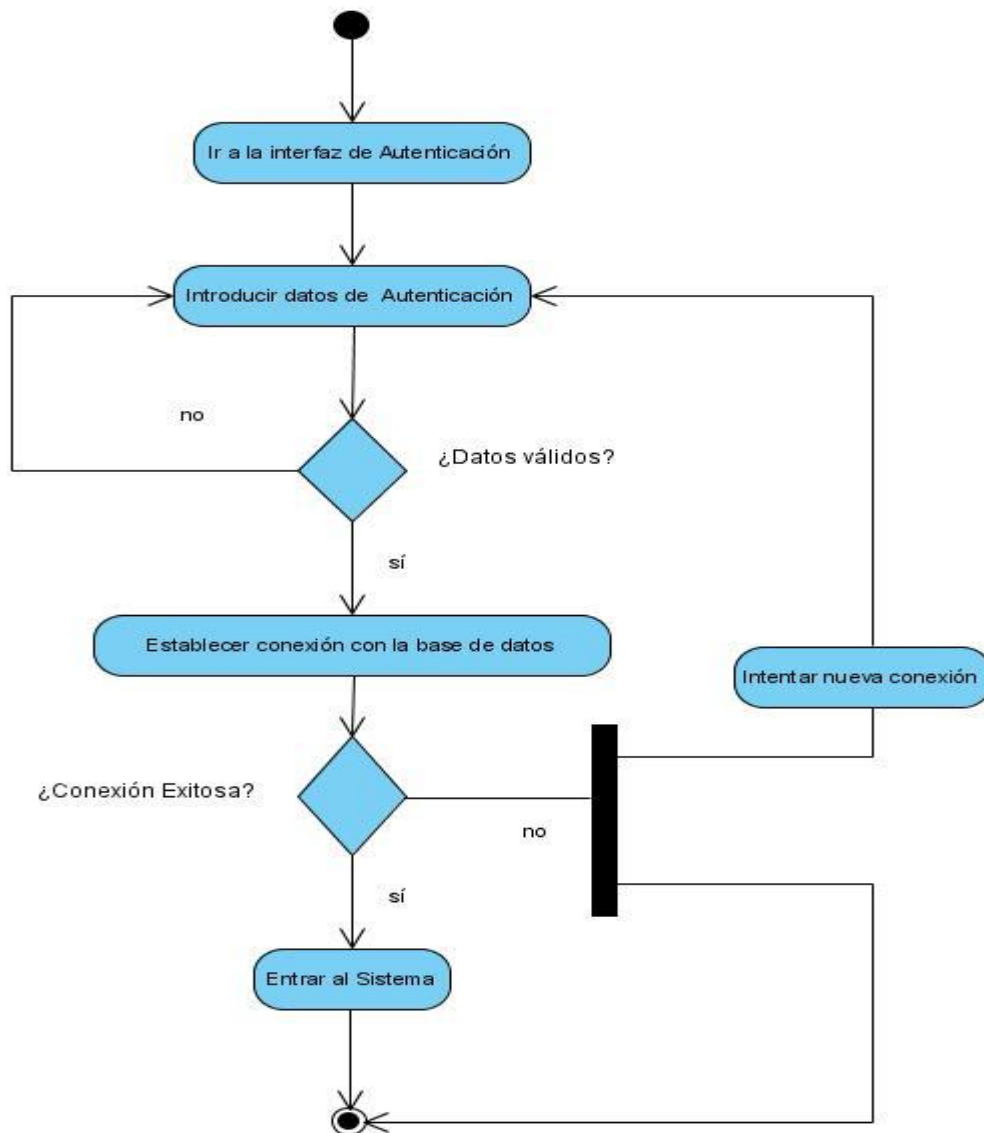 Ir a la interfaz de Autenticación
Introducir datos de Autenticación
no
¿Datos válidos?
sí
Establecer conexión con la base de datos
Intentar nueva conexión
¿Conexión Exitosa?
no
sí
Entrar al Sistema